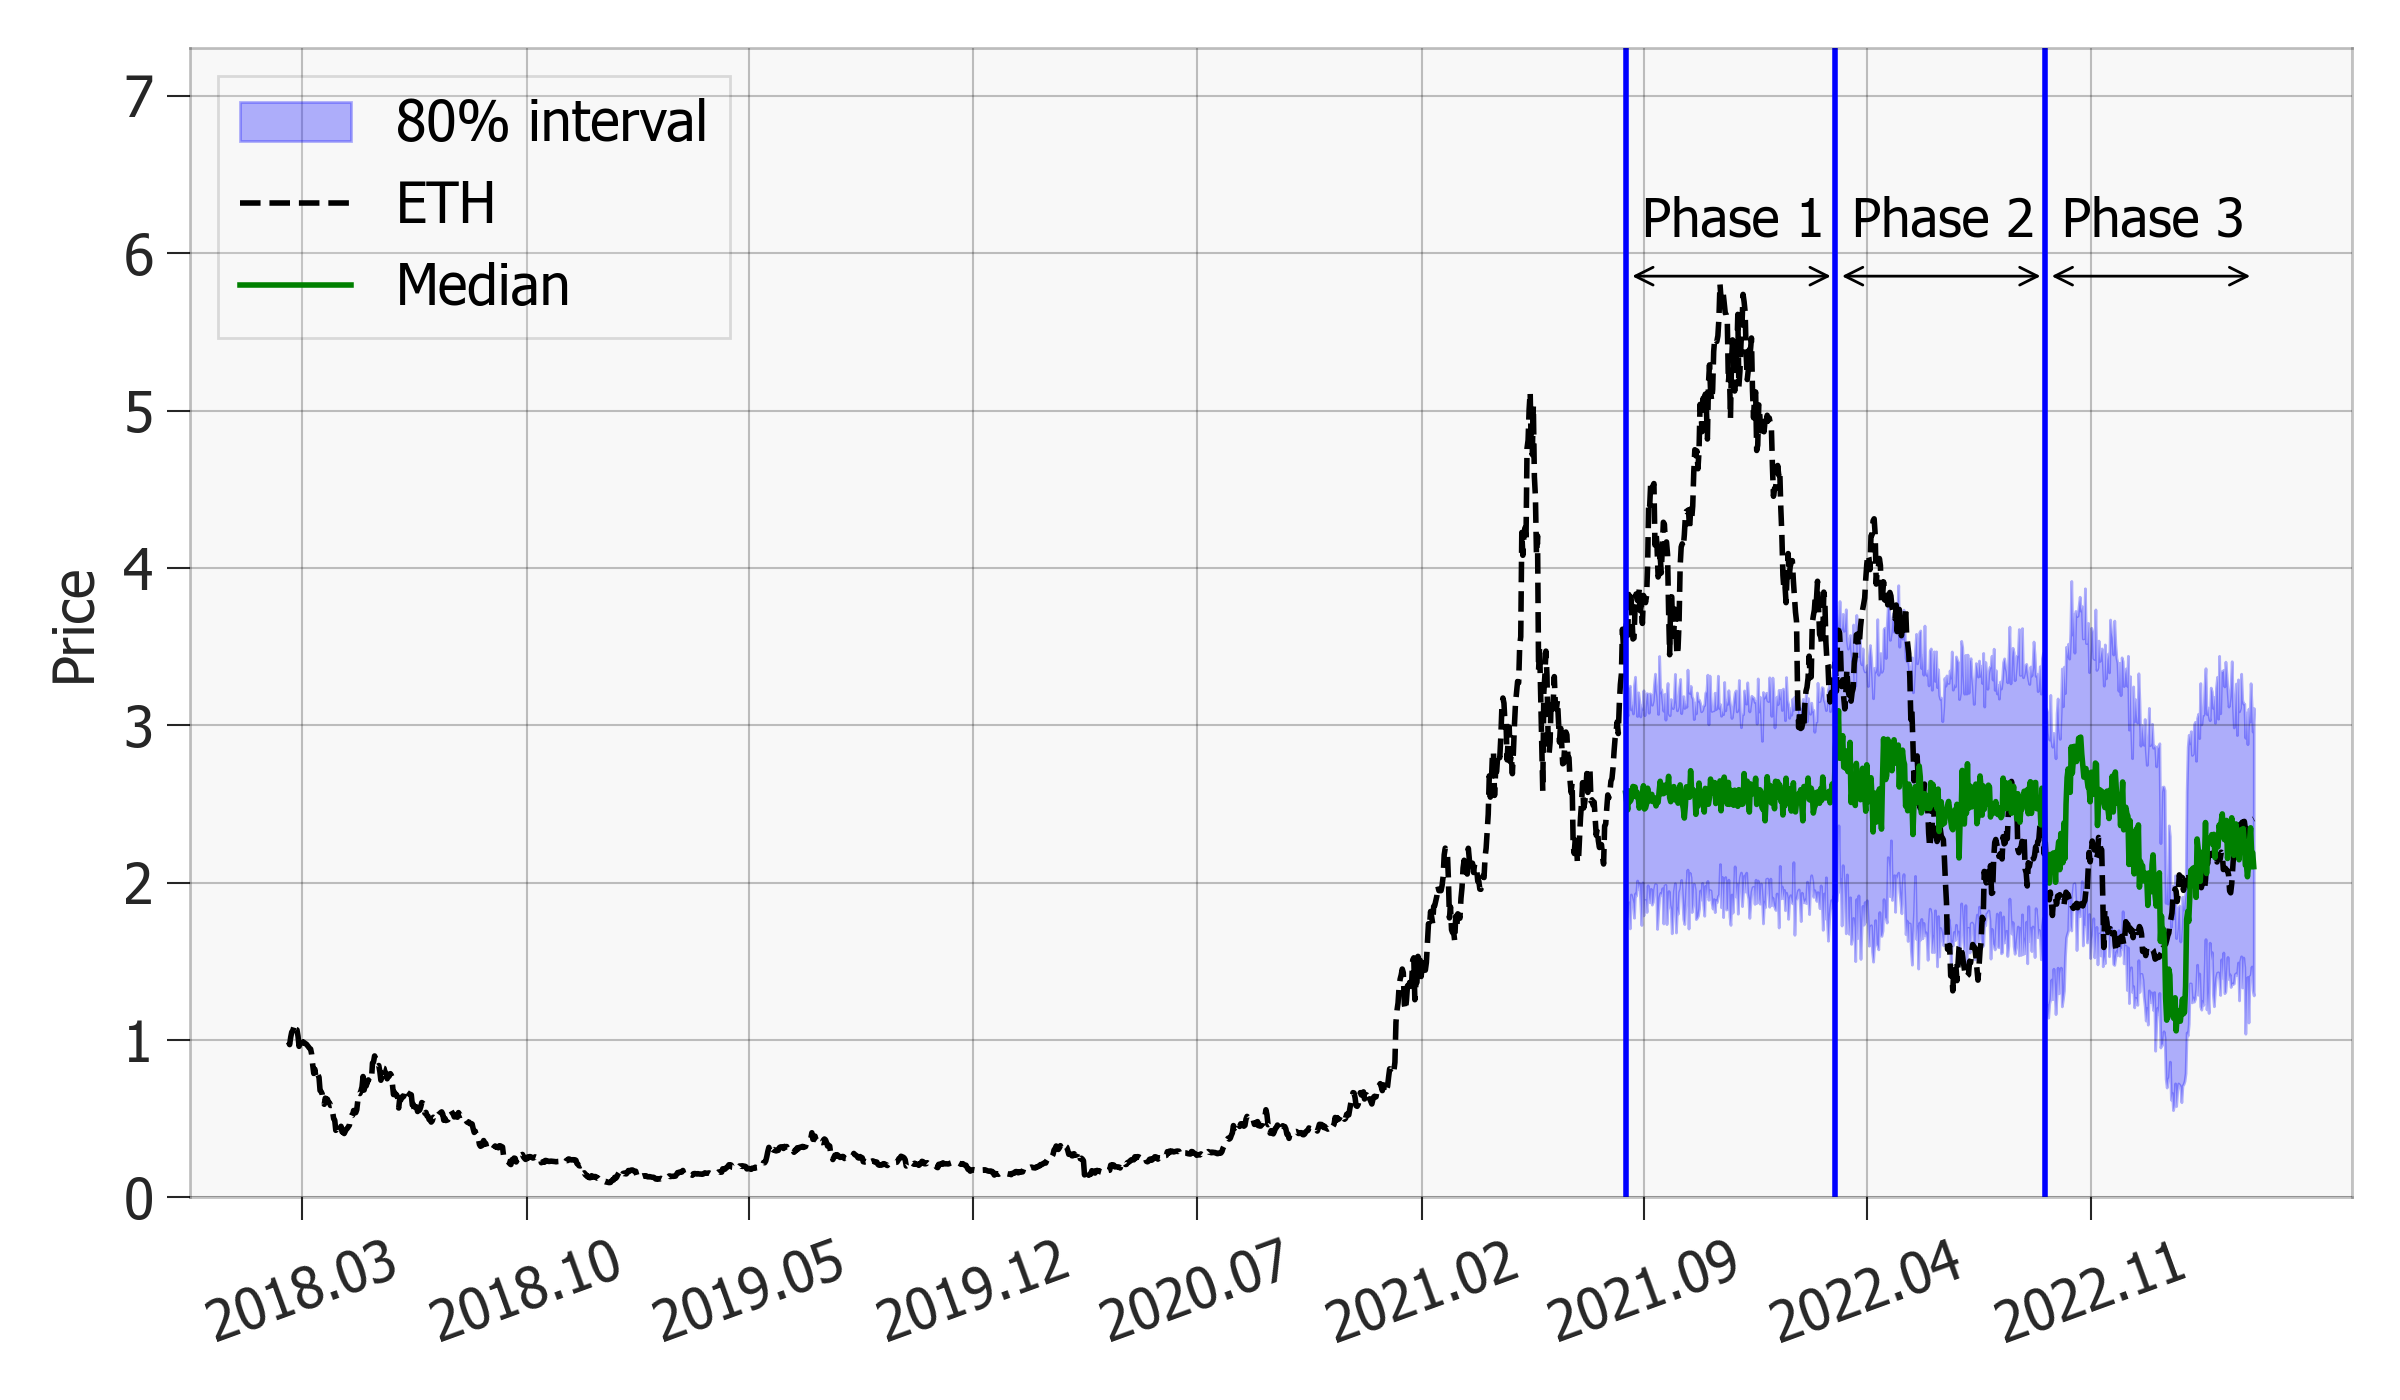 80% interval
ETH
Median
Phase 1
Phase 2
Phase 3
Price
7
6
5
4
3
2
1
0
2018.03
2018.10
2019.05
2019.12
2020.07
2021.02
2021.09
2022.04
2022.11